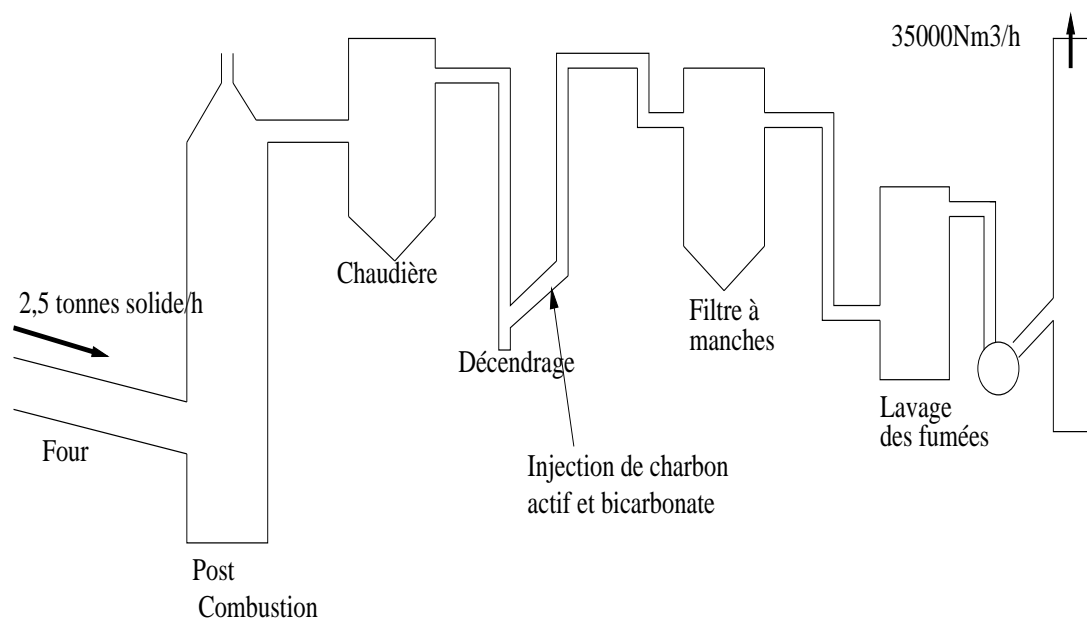 35000Nm3/h
2,5 tonnes solide/h
Four
Post
Combustion
Chaudière
Décendrage
Injection de charbon
actif et bicarbonate
Filtre à
manches
Lavage
des fumées